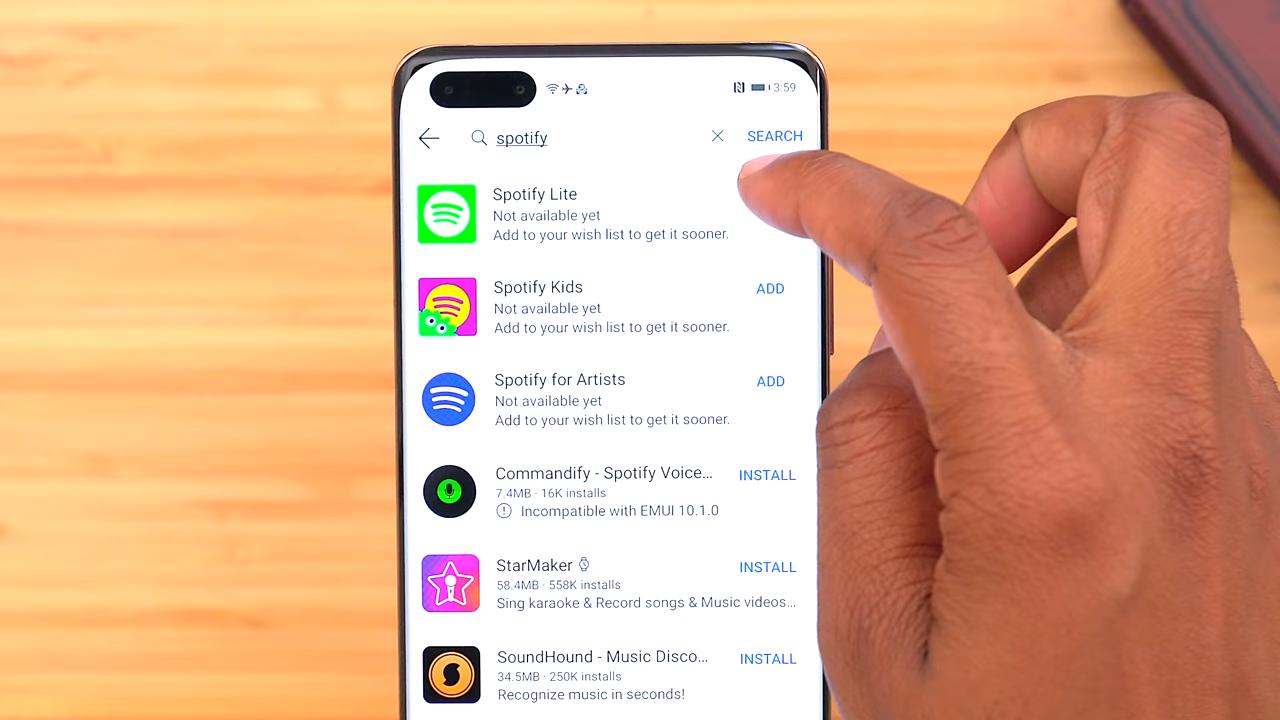 3:59
spotify
SEARCH
Spotify Lite
Not available yet
Add to your wish list to get it sooner.
Spotify Kids
ADD
Not available yet
Add to your wish list to get it sooner.
Spotify for Artists
ADD
Not available yet
Add to your wish list to get it sooner.
Commandify - Spotify Voice...
INSTALL
7.4MB · 16K installs
Incompatible with EMUI 10.1.0
StarMaker
INSTALL
58.4MB · 558K installs
Sing karaoke & Record songs & Music videos...
SoundHound - Music Disco...
INSTALL
34.5MB · 250K installs
Recognize music in seconds!